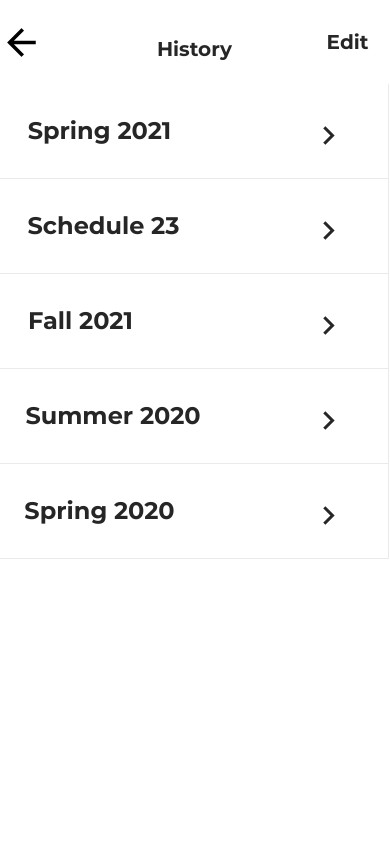 History
Edit
Spring 2021
Schedule 23
Fall 2021
Summer 2020
Spring 2020